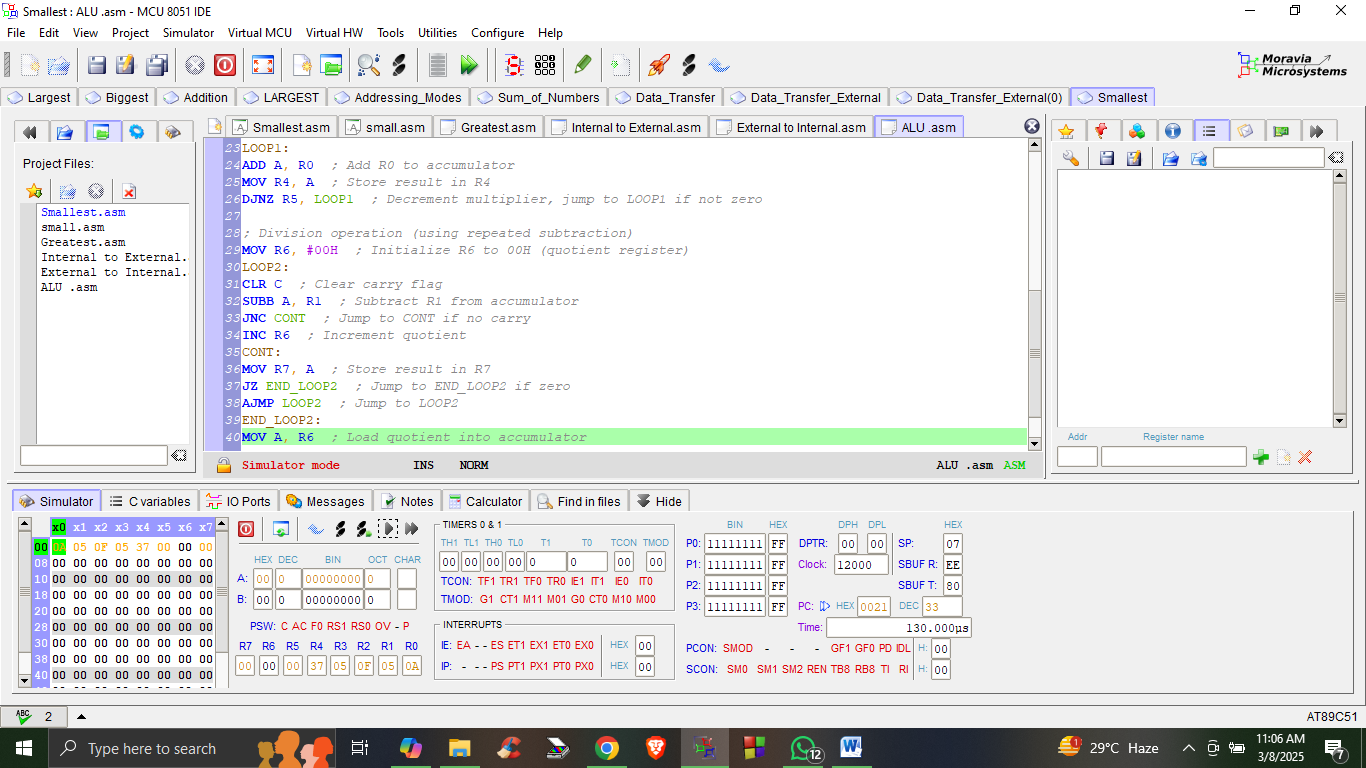 Smallest : ALU .asm - MCU 8051 IDE
File Edit View Project Simulator Virtual MCU Virtual HW Tools Utilities Configure Help
Moravia
Microsystems
Largest Biggest Addition LARGEST Addressing_Modes Sum_of_Numbers Data_Transfer Data_Transfer_External Data_Transfer_External(0) Smallest
Smallest.asm small.asm Greatest.asm Internal to External.asm External to Internal.asm ALU .asm
Project Files:
Smallest.asm
small.asm
Greatest.asm
Internal to External.
External to Internal.
ALU .asm
23 LOOP1:
24 ADD A, R0 ; Add R0 to accumulator
25 MOV R4, A ; Store result in R4
26 DJNZ R5, LOOP1 ; Decrement multiplier, jump to LOOP1 if not zero
27
28 ; Division operation (using repeated subtraction)
29 MOV R6, #00H ; Initialize R6 to 00H (quotient register)
30 LOOP2:
31 CLR C ; Clear carry flag
32 SUBB A, R1 ; Subtract R1 from accumulator
33 JNC CONT ; Jump to CONT if no carry
34 INC R6 ; Increment quotient
35 CONT:
36 MOV R7, A ; Store result in R7
37 JZ END_LOOP2 ; Jump to END_LOOP2 if zero
38 AJMP LOOP2 ; Jump to LOOP2
39 END_LOOP2:
40 MOV A, R6 ; Load quotient into accumulator
Simulator mode INS NORM ALU .asm ASM
Addr Register name
Simulator C variables IO Ports Messages Notes Calculator Find in files Hide
x0 x1 x2 x3 x4 x5 x6 x7
00 0A 05 0F 05 37 00 00 00
08 00 00 00 00 00 00 00 00
10 00 00 00 00 00 00 00 00
18 00 00 00 00 00 00 00 00
20 00 00 00 00 00 00 00 00
28 00 00 00 00 00 00 00 00
30 00 00 00 00 00 00 00 00
38 00 00 00 00 00 00 00 00
40 00 00 00 00 00 00 00 00
HEX DEC BIN OCT CHAR
A: 00 0 00000000 0
B: 00 0 00000000 0
PSW: C AC F0 RS1 RS0 OV - P
R7 R6 R5 R4 R3 R2 R1 R0
00 00 00 37 05 0F 05 0A
TIMERS 0 & 1
TH1 TL1 TH0 TL0 T1 T0 TCON TMOD
00 00 00 00 0 0 00 00
TCON: TF1 TR1 TF0 TR0 IE1 IT1 IE0 IT0
TMOD: G1 CT1 M11 M01 G0 CT0 M10 M00
INTERRUPTS
IE: EA - - ES ET1 EX1 ET0 EX0 HEX 00
IP: - - - PS PT1 PX1 PT0 PX0 HEX 00
BIN HEX
P0: 11111111 FF
P1: 11111111 FF
P2: 11111111 FF
P3: 11111111 FF
DPH DPL HEX
DPTR: 00 00 SP: 07
Clock: 12000 SBUF R: EE
SBUF T: 80
PC: HEX 0021 DEC 33
Time: 130.000µs
PCON: SMOD - - - GF1 GF0 PD IDL H: 00
SCON: SM0 SM1 SM2 REN TB8 RB8 TI RI H: 00
ABC 2 AT89C51
Type here to search
1
12
29°C Haze
11:06 AM
3/8/2025
7